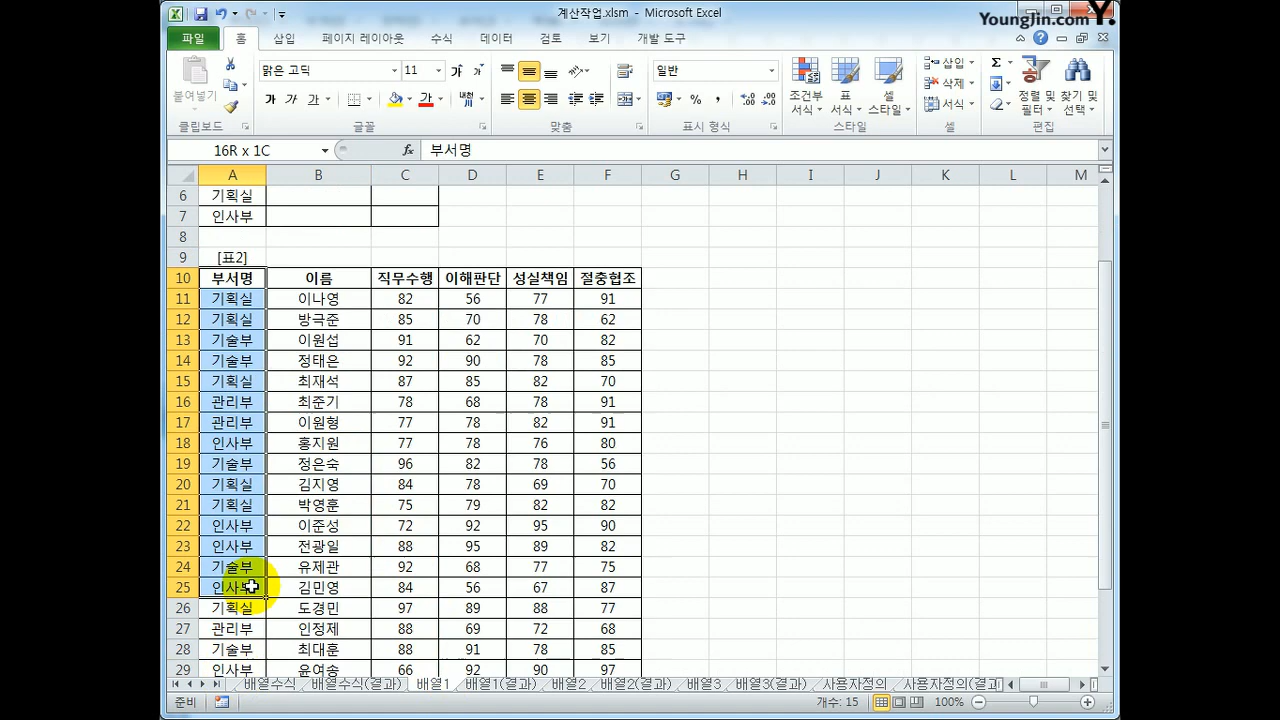 계산작업.xlsm - Microsoft Excel
YoungJin.com Y.
파일 홈 삽입 페이지 레이아웃 수식 데이터 검토 보기 개발 도구
붙여넣기
맑은 고딕 11 가 가
가 가 가 가
일반
% ,
조건부 서식
표 서식
셀 스타일
삽입
삭제
서식
Σ
정렬 및 필터
찾기 및 선택
클립보드 글꼴 맞춤 표시 형식 스타일 셀 편집
16R x 1C fx 부서명
A B C D E F G H I J K L M
6 기획실
7 인사부
8
9 [표2]
10 부서명 이름 직무수행 이해판단 성실책임 절충협조
11 기획실 이나영 82 56 77 91
12 기획실 방극준 85 70 78 62
13 기술부 이원섭 91 62 70 82
14 기술부 정태은 92 90 78 85
15 기획실 최재석 87 85 82 70
16 관리부 최준기 78 68 78 91
17 관리부 이원형 77 78 82 91
18 인사부 홍지원 77 78 76 80
19 기술부 정은숙 96 82 78 56
20 기획실 김지영 84 78 69 70
21 기획실 박영훈 75 79 82 82
22 인사부 이준성 72 92 95 90
23 인사부 전광일 88 95 89 82
24 기술부 유제관 92 68 77 75
25 인사부 김민영 84 56 67 87
26 기획실 도경민 97 89 88 77
27 관리부 인정제 88 69 72 68
28 기술부 최대훈 88 91 78 85
29 인사부 윤여송 66 92 90 97
배열수식 배열수식(결과) 배열1 배열1(결과) 배열2 배열2(결과) 배열3 배열3(결과) 사용자정의 사용자정의(결과
준비 개수: 15 100%